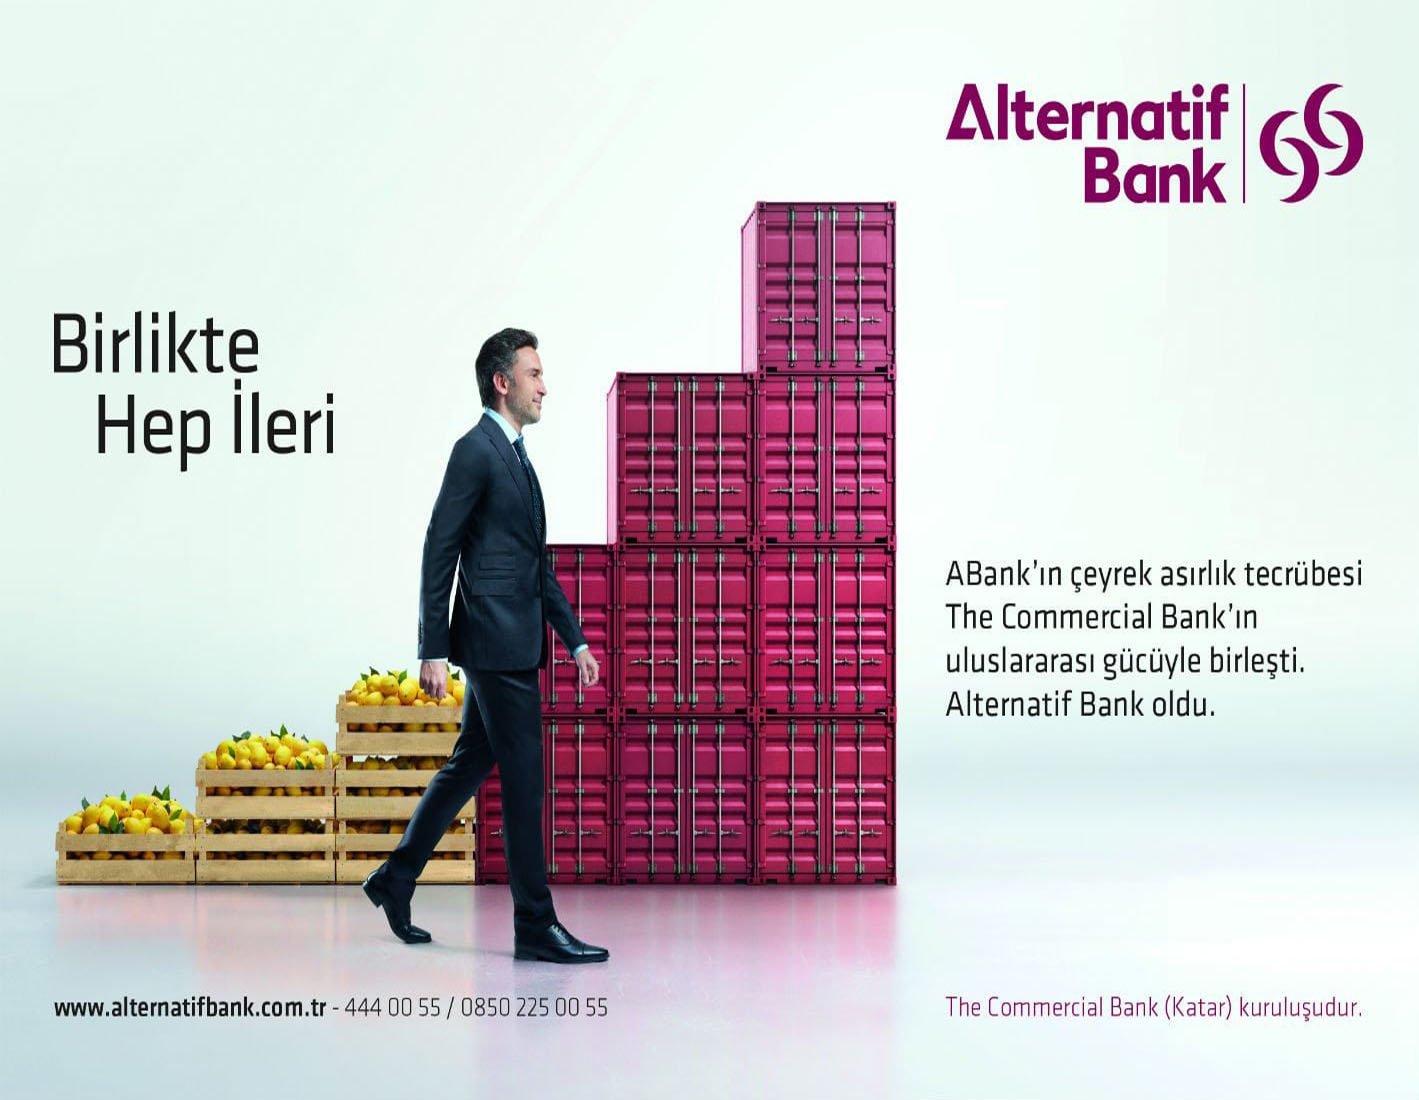 Alternatif
Bank
Birlikte
Hep İleri
ABank'ın çeyrek asırlık tecrübesi
The Commercial Bank'ın
uluslararası gücüyle birleşti.
Alternatif Bank oldu.
www.alternatifbank.com.tr - 444 00 55 / 0850 225 00 55
The Commercial Bank (Katar) kuruluşudur.